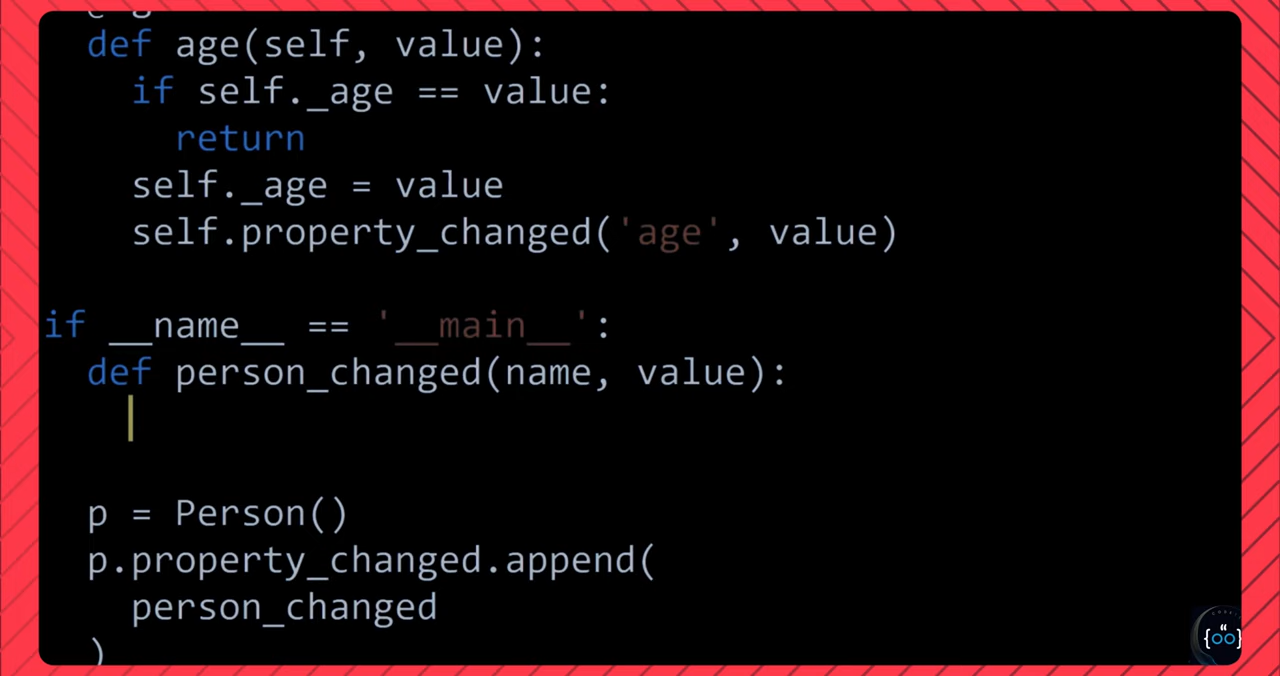 def age(self, value):
if self._age == value:
return
self._age = value
self.property_changed('age', value)
if __name__ == '__main__':
def person_changed(name, value):
p = Person()
p.property_changed.append(
person_changed
)